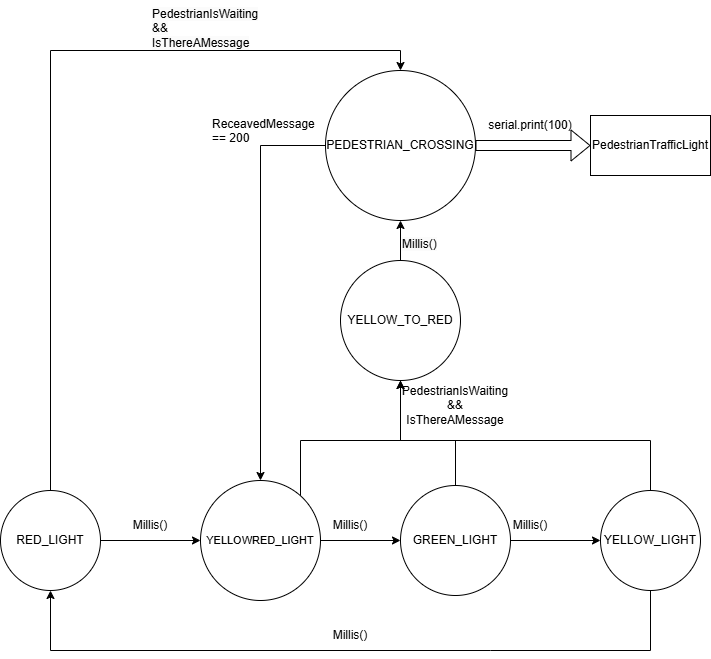 PedestrianIsWaiting
&&
IsThereAMessage
ReceavedMessage
== 200
serial.print(100)
PEDESTRIAN_CROSSING
PedestrianTrafficLight
Millis()
YELLOW_TO_RED
PedestrianIsWaiting
&&
IsThereAMessage
RED_LIGHT
Millis()
YELLOWRED_LIGHT
Millis()
GREEN_LIGHT
Millis()
YELLOW_LIGHT
Millis()